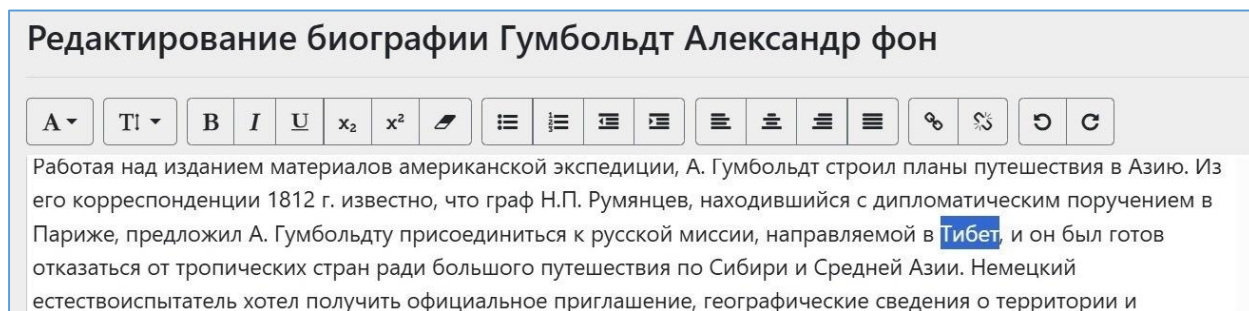 Редактирование биографии Гумбольдт Александр фон
A T B I U x₂ x²
Работая над изданием материалов американской экспедиции, А. Гумбольдт строил планы путешествия в Азию. Из
его корреспонденции 1812 г. известно, что граф Н.П. Румянцев, находившийся с дипломатическим поручением в
Париже, предложил А. Гумбольдту присоединиться к русской миссии, направляемой в Тибет, и он был готов
отказаться от тропических стран ради большого путешествия по Сибири и Средней Азии. Немецкий
естествоиспытатель хотел получить официальное приглашение, географические сведения о территории и